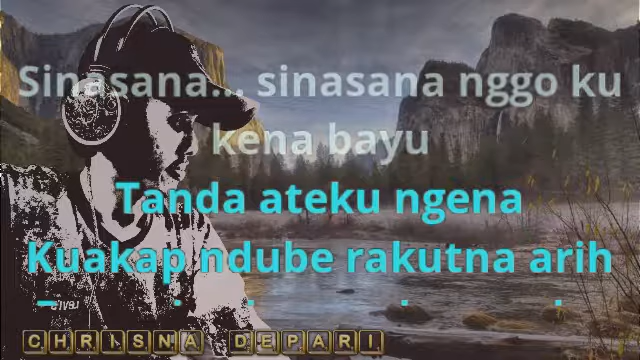 Sinasana... sinasana nggo ku
kena bayu
Tanda ateku ngena
Kuakap ndube rakutna arih
CHRISNA DEPARI